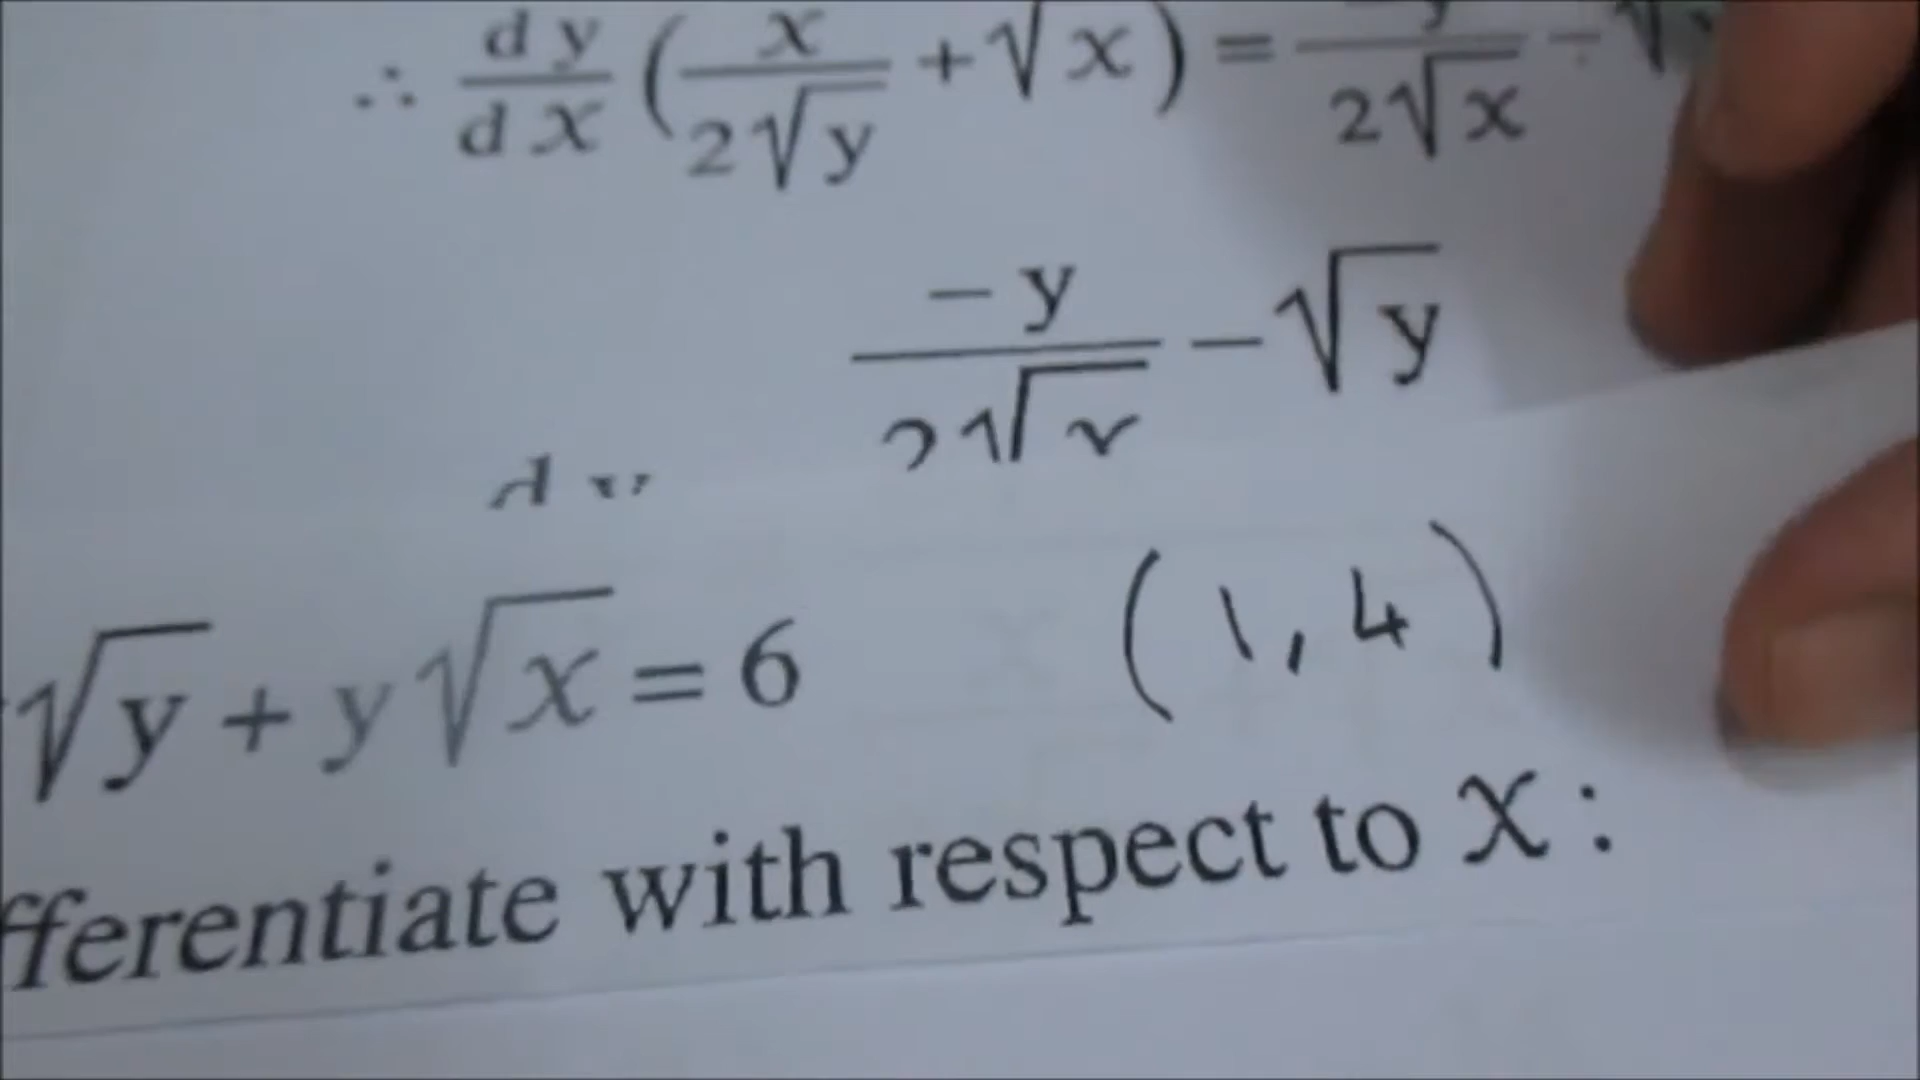 ∴ dy/dx (x/2√y + √x) = -y/2√x - √
-y/2√x - √y
√y + y√x = 6 (1, 4)
fferentiate with respect to x :